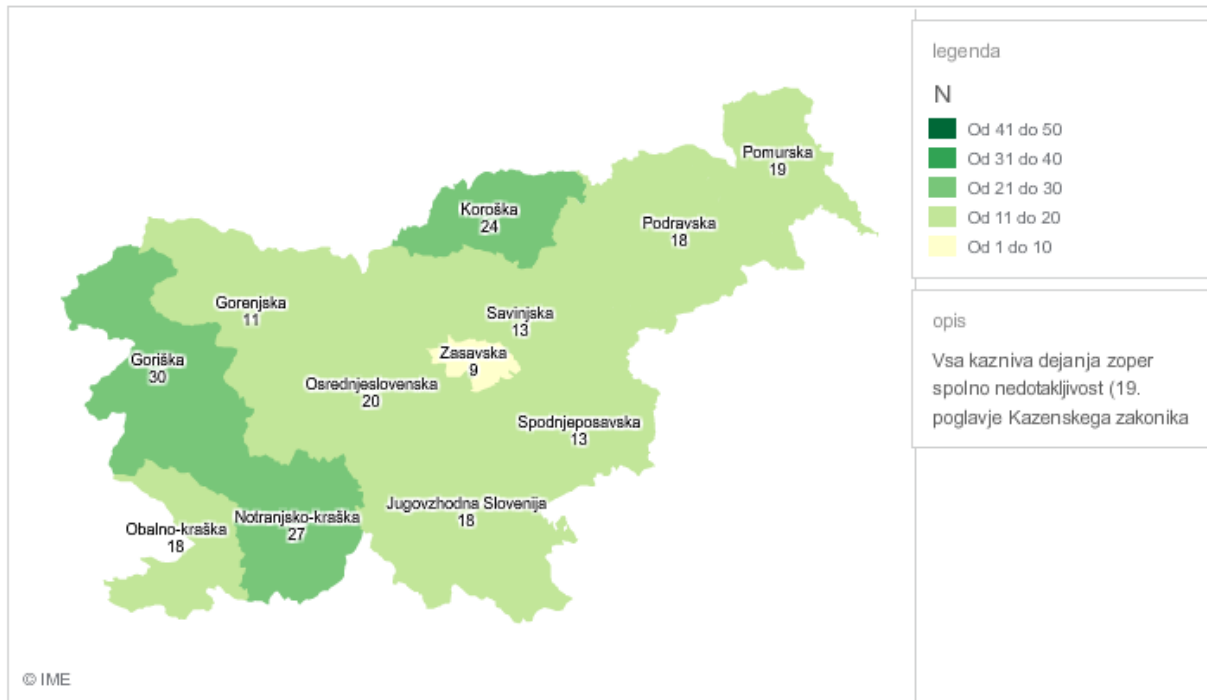 legenda
N
Od 41 do 50
Od 31 do 40
Od 21 do 30
Od 11 do 20
Od 1 do 10
opis
Vsa kazniva dejanja zoper
spolno nedotakljivost (19.
poglavje Kazenskega zakonika
Pomurska
19
Koroška
24
Podravska
18
Gorenjska
11
Savinjska
13
Zasavska
9
Goriška
30
Osrednjeslovenska
20
Spodnjeposavska
13
Jugovzhodna Slovenija
18
Notranjsko-kraška
27
Obalno-kraška
18
© IME